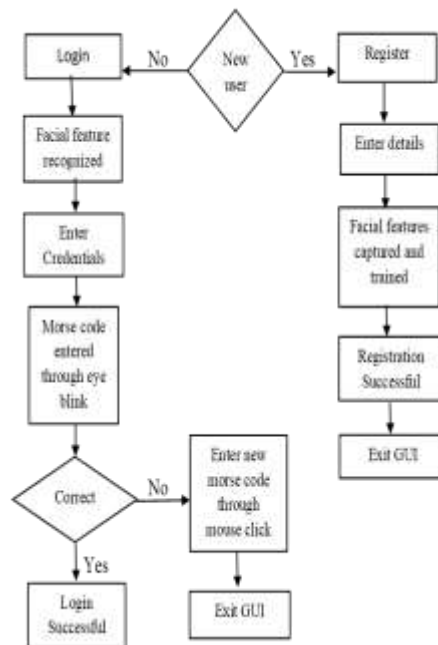 New
user
No
Yes
Login
Facial feature
recognized
Enter
Credentials
Morse code
entered
through eye
blink
Correct
No
Yes
Enter new
morse code
through
mouse click
Exit GUI
Login
Successful
Register
Enter details
Facial features
captured and
trained
Registration
Successful
Exit GUI